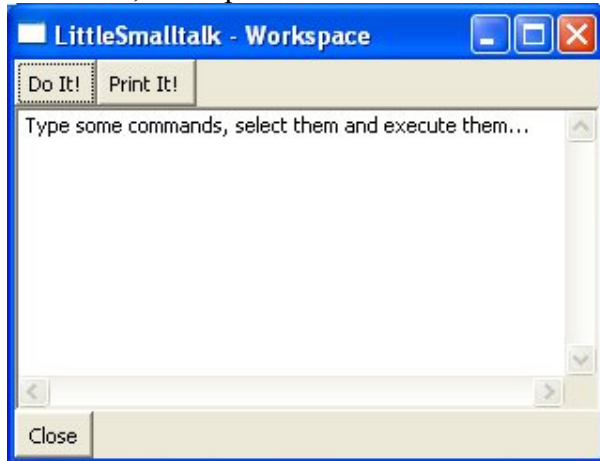 LittleSmalltalk - Workspace
Do It! Print It!
Type some commands, select them and execute them...
Close